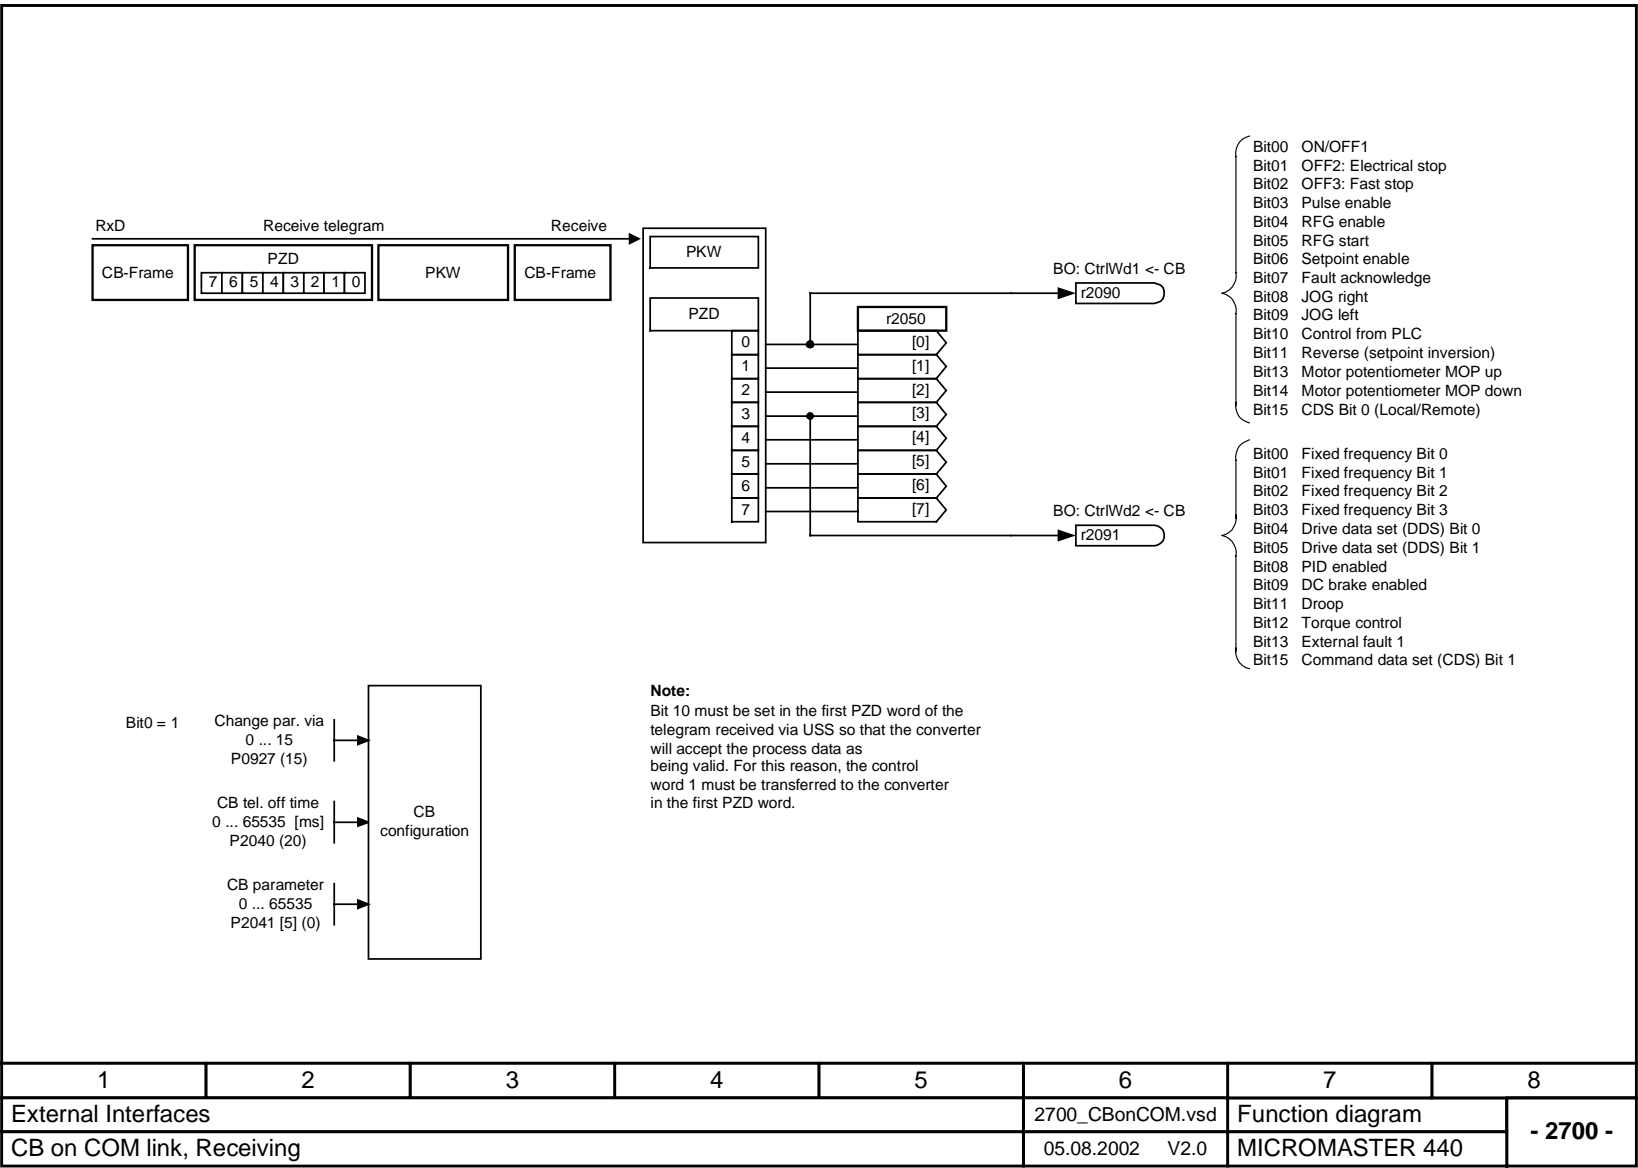 RxD Receive telegram Receive
CB-Frame
PZD
7 6 5 4 3 2 1 0
PKW
CB-Frame
PKW
PZD
0
1
2
3
4
5
6
7
r2050
[0]
[1]
[2]
[3]
[4]
[5]
[6]
[7]
BO: CtrlWd1 <- CB
r2090
Bit00 ON/OFF1
Bit01 OFF2: Electrical stop
Bit02 OFF3: Fast stop
Bit03 Pulse enable
Bit04 RFG enable
Bit05 RFG start
Bit06 Setpoint enable
Bit07 Fault acknowledge
Bit08 JOG right
Bit09 JOG left
Bit10 Control from PLC
Bit11 Reverse (setpoint inversion)
Bit13 Motor potentiometer MOP up
Bit14 Motor potentiometer MOP down
Bit15 CDS Bit 0 (Local/Remote)
BO: CtrlWd2 <- CB
r2091
Bit00 Fixed frequency Bit 0
Bit01 Fixed frequency Bit 1
Bit02 Fixed frequency Bit 2
Bit03 Fixed frequency Bit 3
Bit04 Drive data set (DDS) Bit 0
Bit05 Drive data set (DDS) Bit 1
Bit08 PID enabled
Bit09 DC brake enabled
Bit11 Droop
Bit12 Torque control
Bit13 External fault 1
Bit15 Command data set (CDS) Bit 1
Bit0 = 1
Change par. via
0 ... 15
P0927 (15)
CB tel. off time
0 ... 65535 [ms]
P2040 (20)
CB parameter
0 ... 65535
P2041 [5] (0)
CB
configuration
Note:
Bit 10 must be set in the first PZD word of the
telegram received via USS so that the converter
will accept the process data as
being valid. For this reason, the control
word 1 must be transferred to the converter
in the first PZD word.
1 2 3 4 5 6 7 8
External Interfaces
2700_CBonCOM.vsd
Function diagram
- 2700 -
CB on COM link, Receiving
05.08.2002 V2.0
MICROMASTER 440